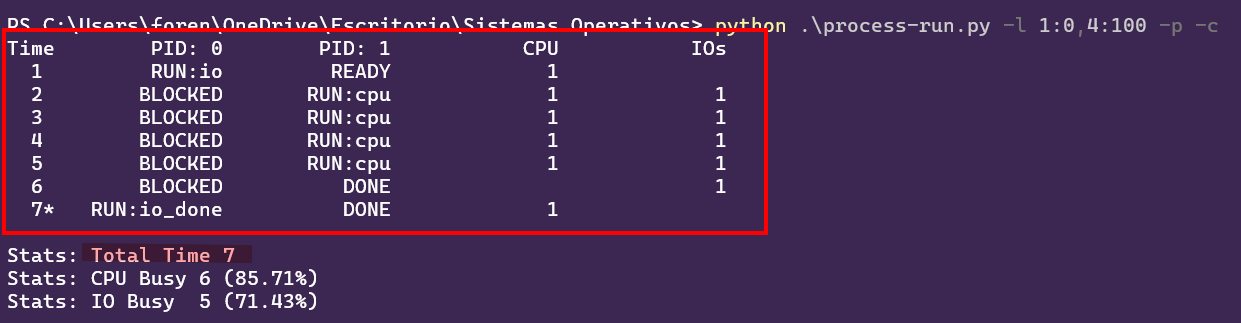 PS C:\Users\foren\OneDrive\Escritorio\Sistemas Operativos> python .\process-run.py -l 1:0,4:100 -p -c
Time        PID: 0        PID: 1           CPU           IOs
  1         RUN:io         READY             1
  2        BLOCKED       RUN:cpu             1             1
  3        BLOCKED       RUN:cpu             1             1
  4        BLOCKED       RUN:cpu             1             1
  5        BLOCKED       RUN:cpu             1             1
  6        BLOCKED          DONE                           1
  7*   RUN:io_done          DONE             1
Stats: Total Time 7
Stats: CPU Busy 6 (85.71%)
Stats: IO Busy  5 (71.43%)